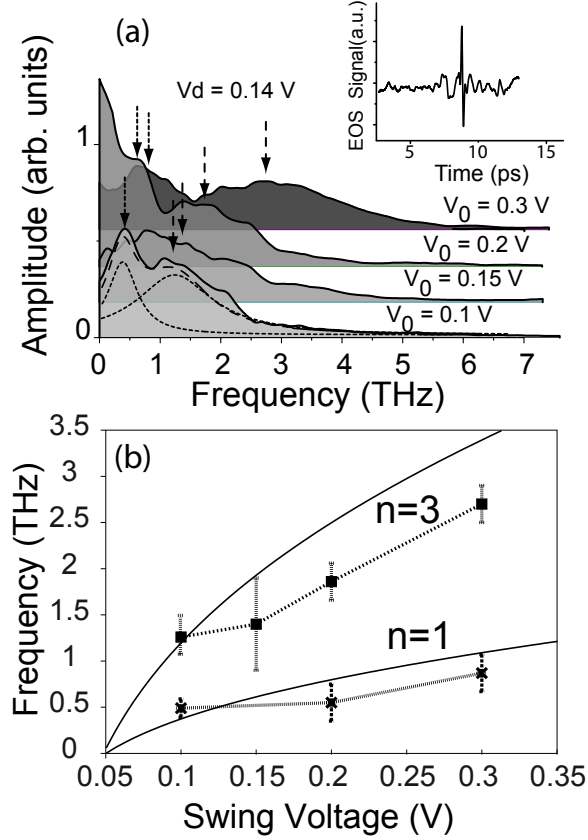 (a)
Vd = 0.14 V
EOS Signal(a.u.)
5 10 15
Time (ps)
Amplitude (arb. units)
1
0
V0 = 0.3 V
V0 = 0.2 V
V0 = 0.15 V
V0 = 0.1 V
0 1 2 3 4 5 6 7
Frequency (THz)
(b)
Frequency (THz)
3.5
3
2.5
2
1.5
1
0.5
0
n=3
n=1
0.05 0.1 0.15 0.2 0.25 0.3 0.35
Swing Voltage (V)